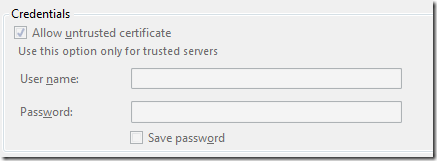 Credentials
Allow untrusted certificate
Use this option only for trusted servers
User name:
Password:
Save password